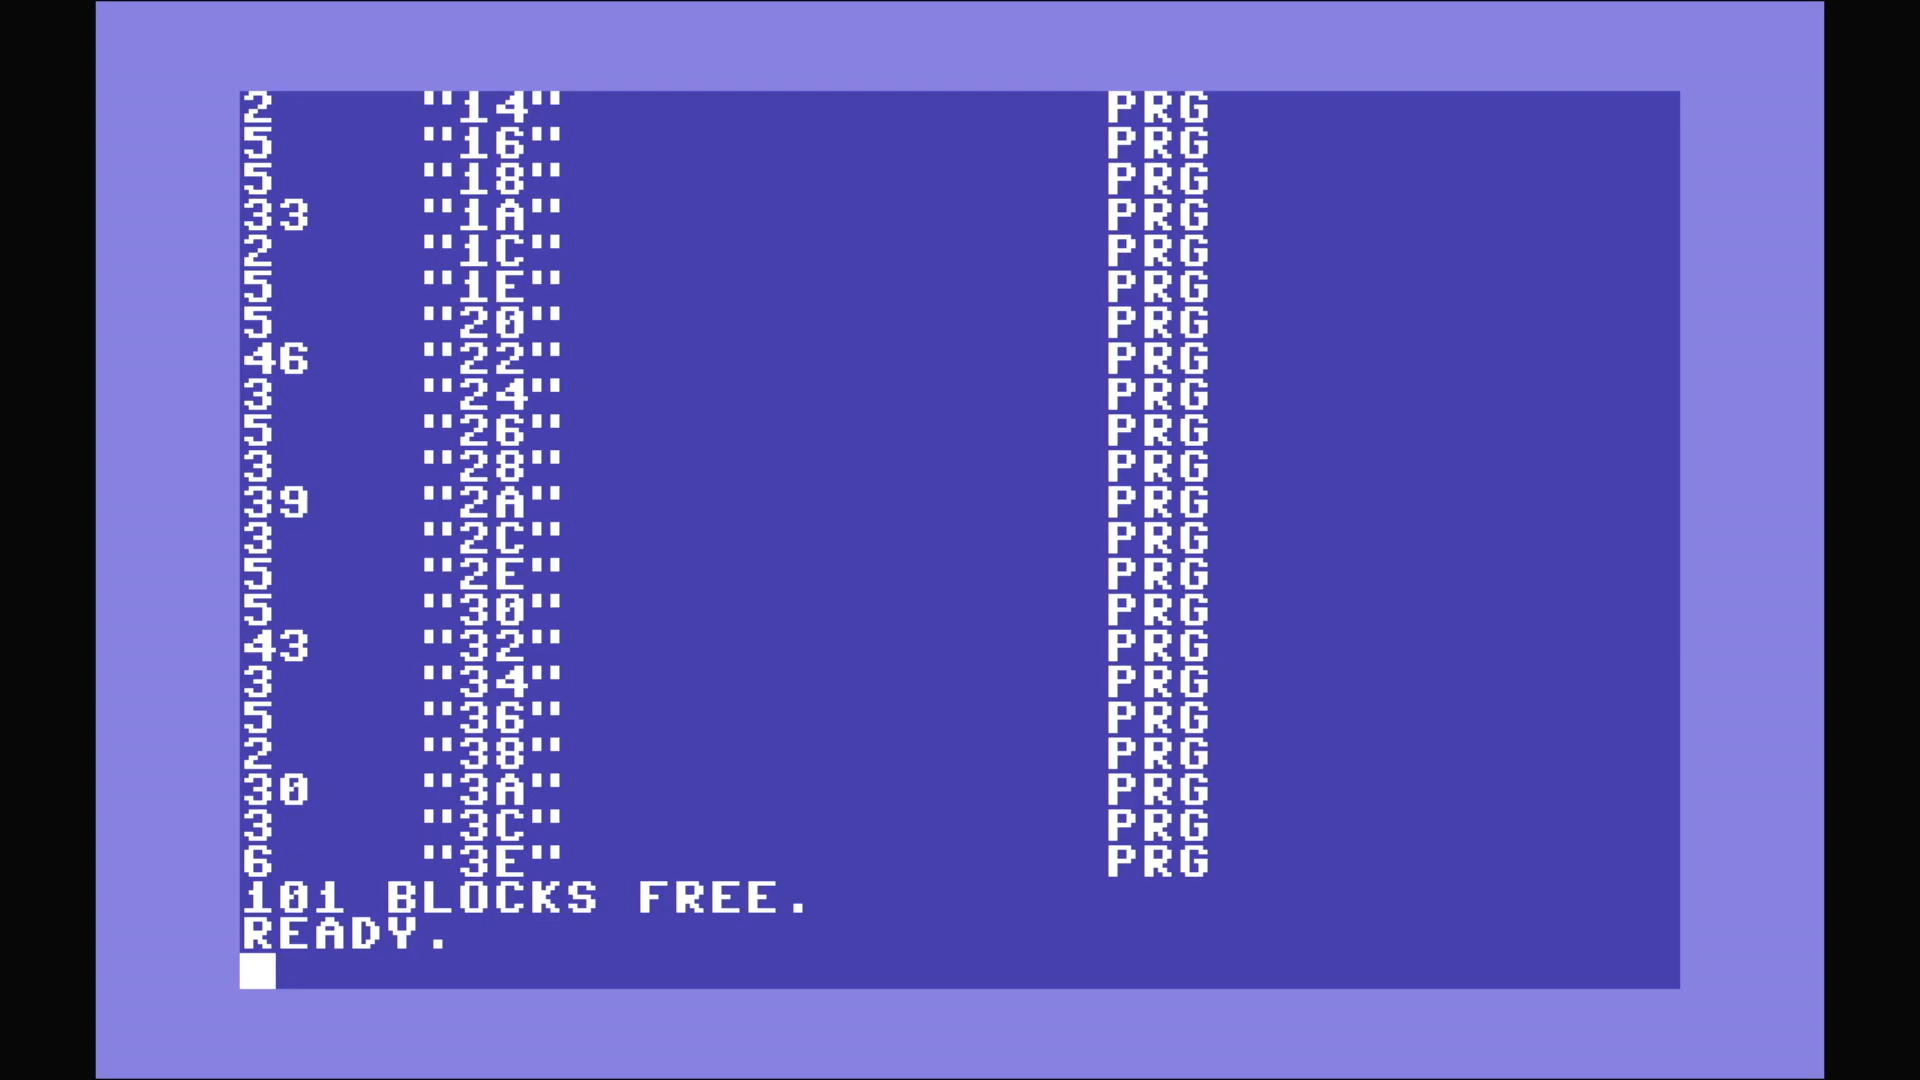 2 "14" PRG
5 "16" PRG
5 "18" PRG
33 "1A" PRG
2 "1C" PRG
5 "1E" PRG
5 "20" PRG
46 "22" PRG
3 "24" PRG
5 "26" PRG
3 "28" PRG
39 "2A" PRG
3 "2C" PRG
5 "2E" PRG
5 "30" PRG
43 "32" PRG
3 "34" PRG
5 "36" PRG
2 "38" PRG
30 "3A" PRG
3 "3C" PRG
6 "3E" PRG
101 BLOCKS FREE.
READY.